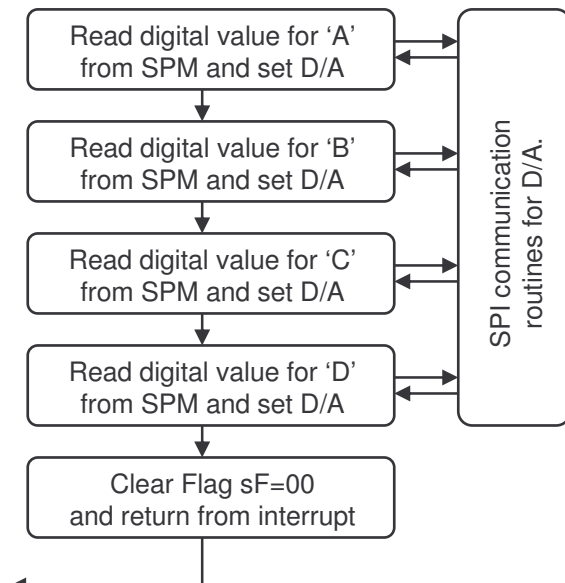 Read digital value for ‘A’
from SPM and set D/A
Read digital value for ‘B’
from SPM and set D/A
Read digital value for ‘C’
from SPM and set D/A
Read digital value for ‘D’
from SPM and set D/A
Clear Flag sF=00
and return from interrupt
SPI communication
routines for D/A.